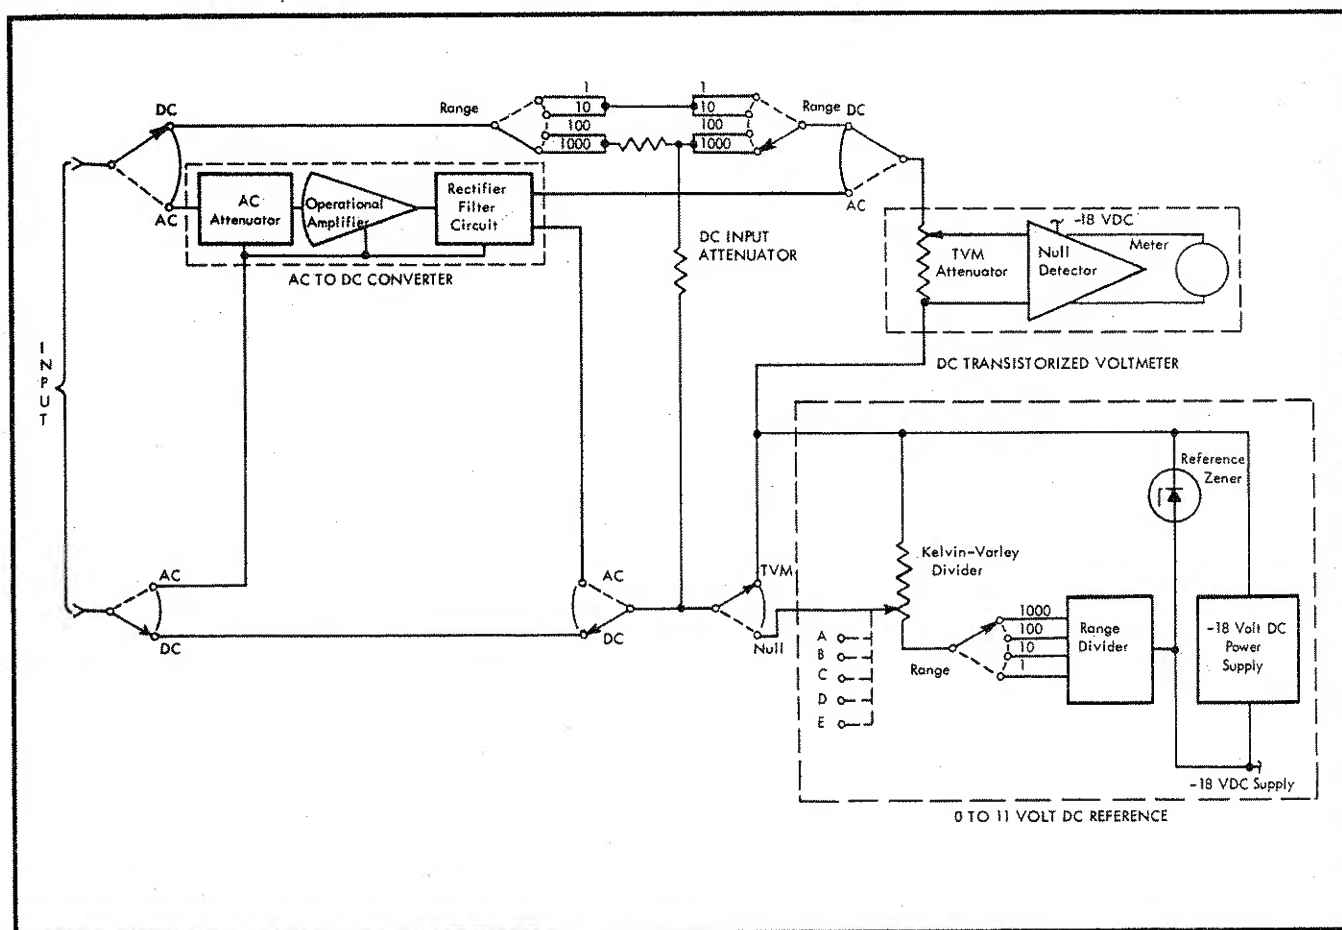 DC
AC
INPUT
Range
1
10
100
1000
1
10
100
1000
Range
DC
AC
AC
Attenuator
Operational
Amplifier
Rectifier
Filter
Circuit
AC TO DC CONVERTER
DC INPUT
ATTENUATOR
-18 VDC
TVM
Attenuator
Null
Detector
Meter
DC TRANSISTORIZED VOLTMETER
AC
DC
AC
DC
TVM
Null
Reference
Zener
Kelvin-Varley
Divider
A
B
C
D
E
Range
1000
100
10
1
Range
Divider
-18 Volt DC
Power
Supply
-18 VDC Supply
0 TO 11 VOLT DC REFERENCE